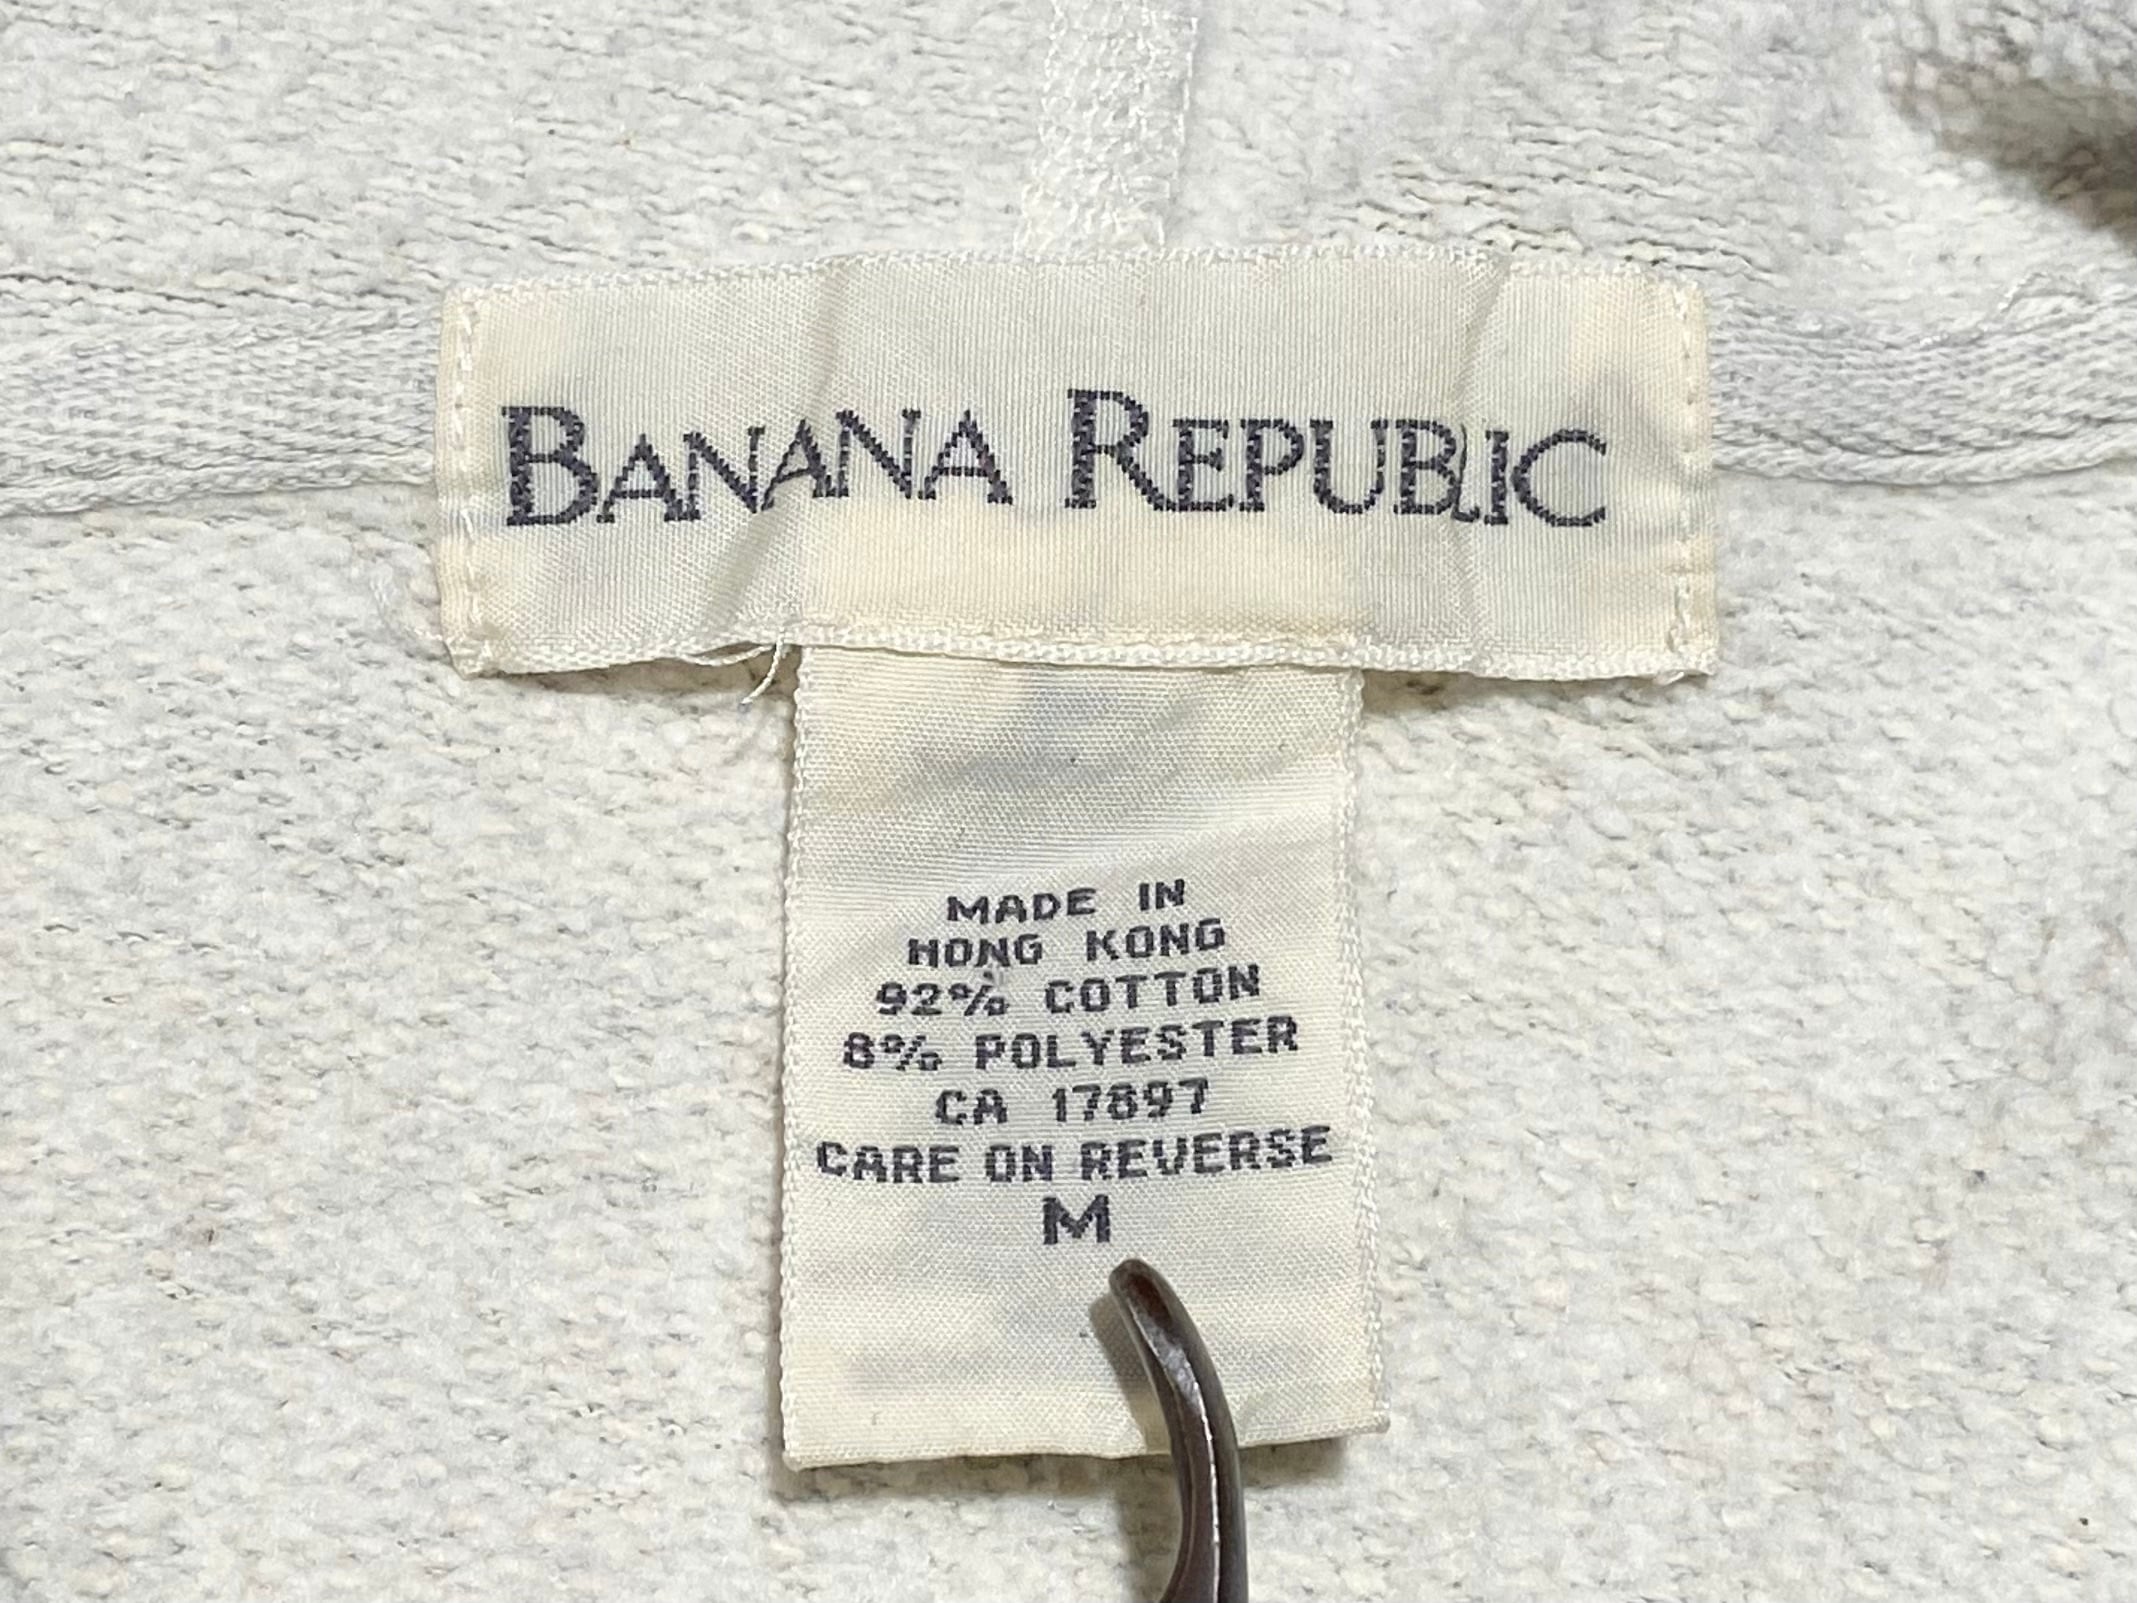 BANANA REPUBLIC
MADE IN
HONG KONG
92% COTTON
8% POLYESTER
CA 17897
CARE ON REVERSE
M